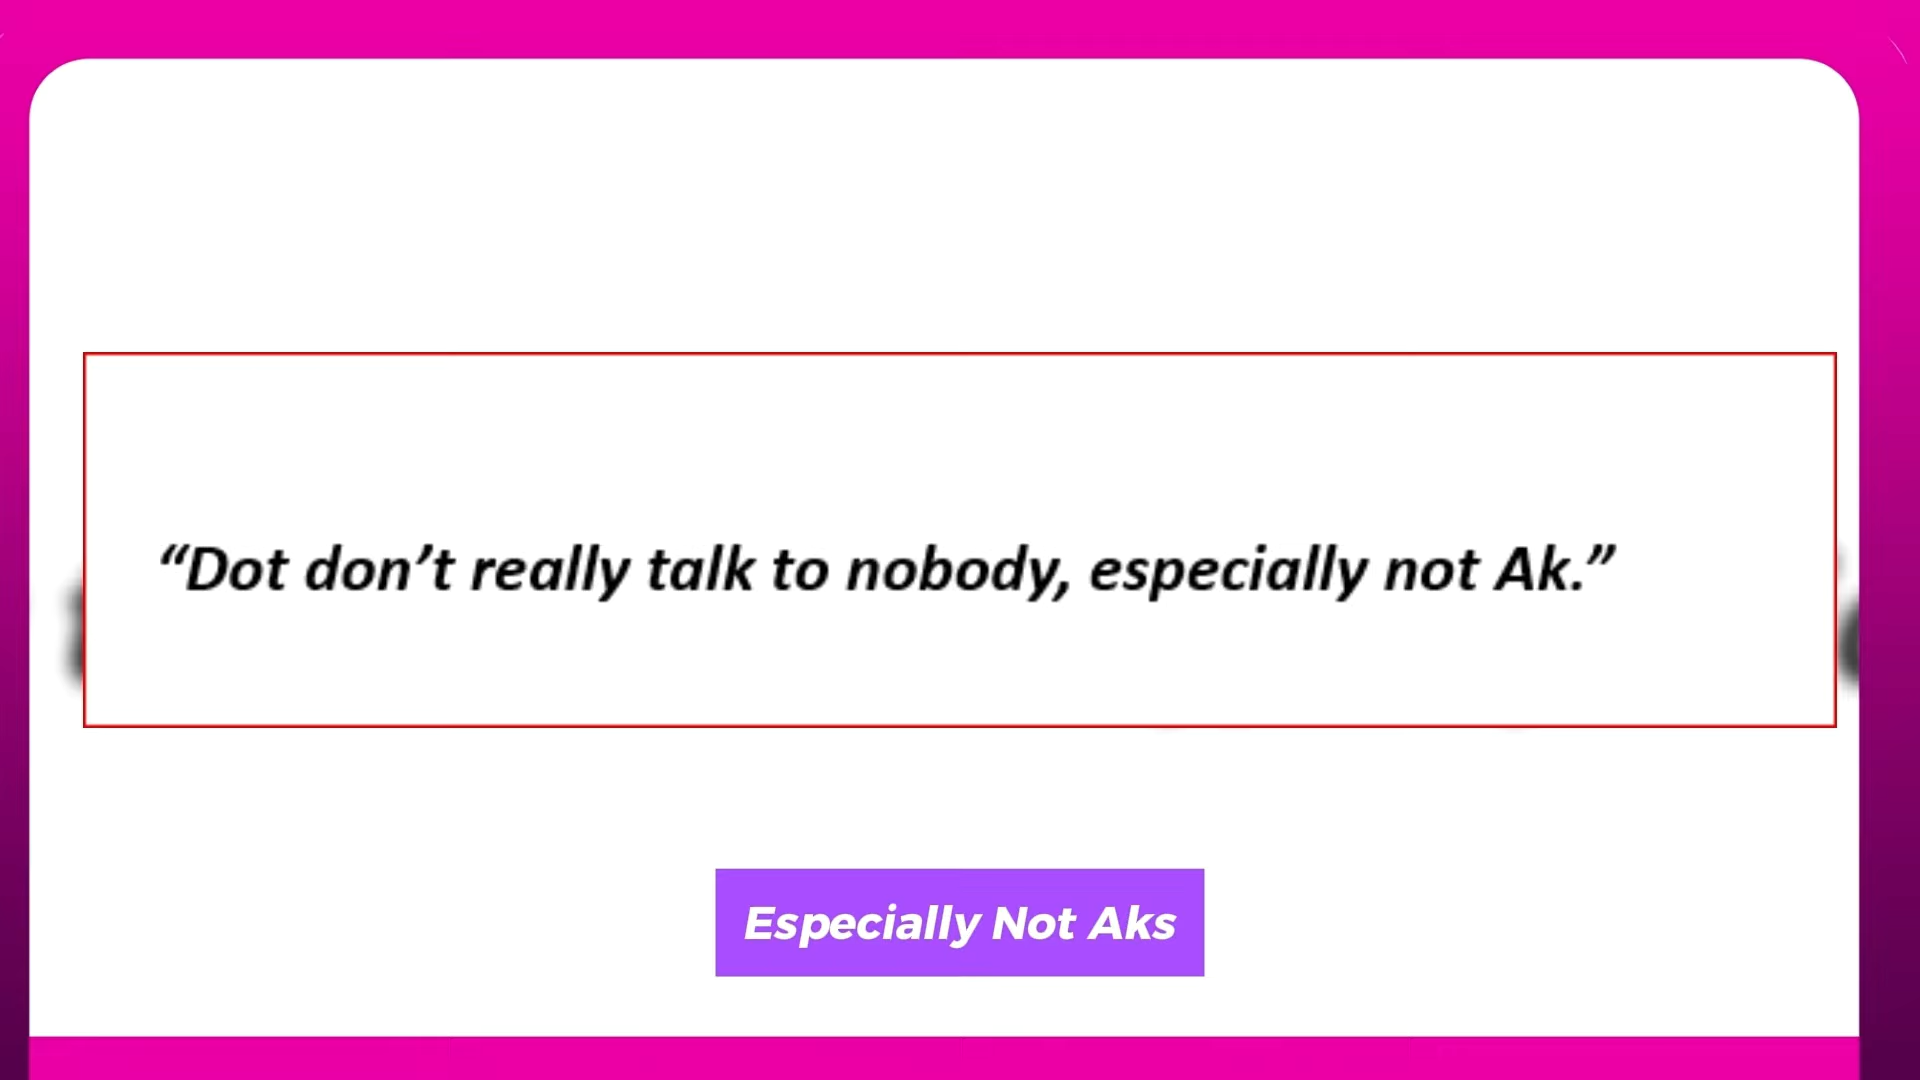 “Dot don’t really talk to nobody, especially not Ak.”
Especially Not Aks